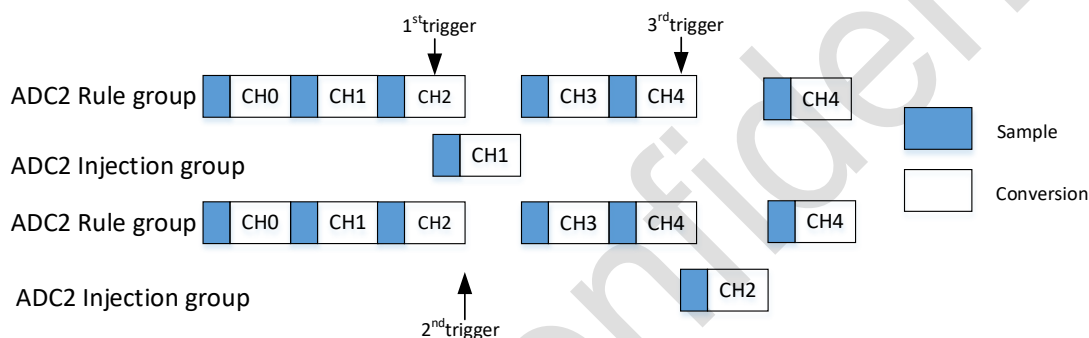 1st trigger 3rd trigger
ADC2 Rule group CH0 CH1 CH2 CH3 CH4 CH4
Sample
ADC2 Injection group CH1
Conversion
ADC2 Rule group CH0 CH1 CH2 CH3 CH4 CH4
ADC2 Injection group CH2
2nd trigger